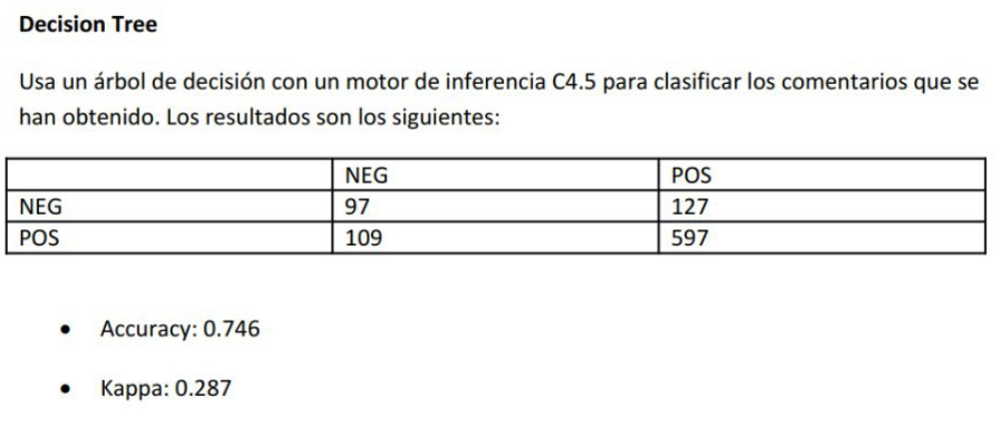 Decision Tree
Usa un árbol de decisión con un motor de inferencia C4.5 para clasificar los comentarios que se
han obtenido. Los resultados son los siguientes:
NEG POS
NEG 97 127
POS 109 597
• Accuracy: 0.746
• Kappa: 0.287